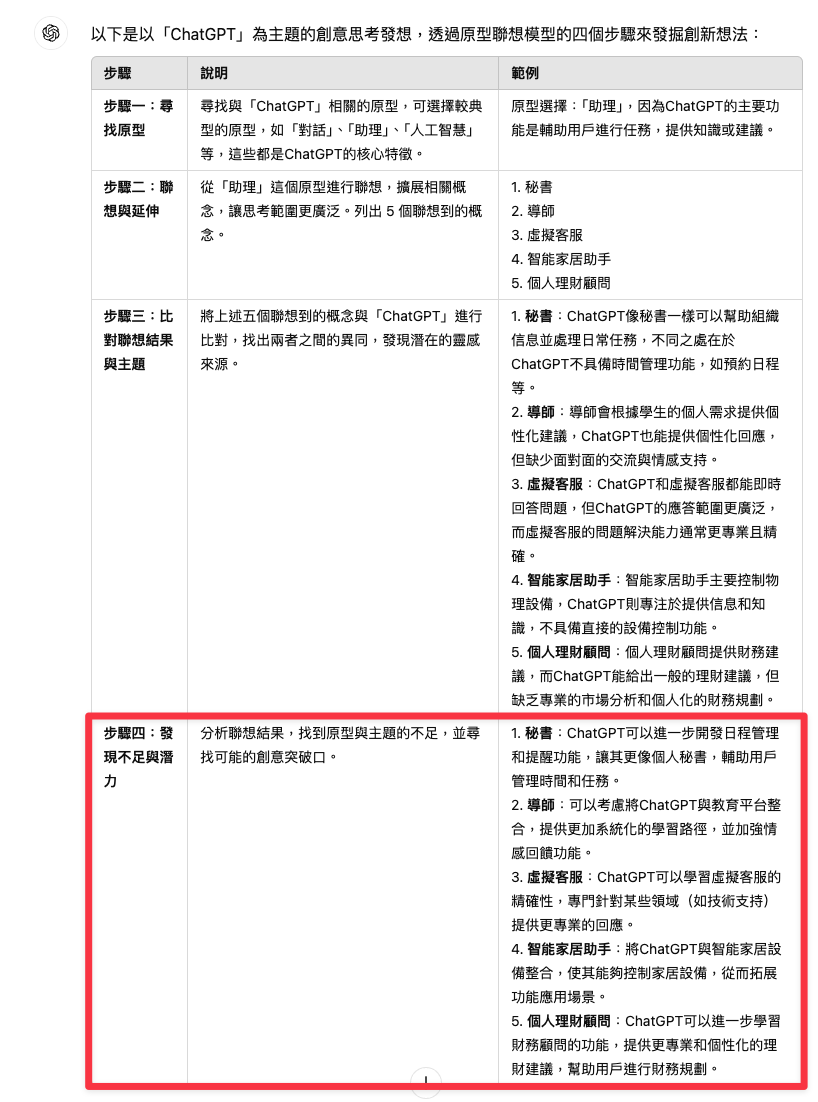 以下是以「ChatGPT」為主題的創意思考發想，透過原型聯想模型的四個步驟來發掘創新想法：
步驟
說明
範例
步驟一：尋
找原型
尋找與「ChatGPT」相關的原型，可選擇較典
型的原型，如「對話」、「助理」、「人工智慧」
等，這些都是ChatGPT的核心特徵。
原型選擇：「助理」，因為ChatGPT的主要功
能是輔助用戶進行任務，提供知識或建議。
步驟二：聯
想與延伸
從「助理」這個原型進行聯想，擴展相關概
念，讓思考範圍更廣泛。列出 5 個聯想到的概
念。
1. 秘書
2. 導師
3. 虛擬客服
4. 智能家居助手
5. 個人理財顧問
步驟三：比
對聯想結果
與主題
將上述五個聯想到的概念與「ChatGPT」進行
比對，找出兩者之間的異同，發現潛在的靈感
來源。
1. 秘書：ChatGPT像秘書一樣可以幫助組織
信息並處理日常任務，不同之處在於
ChatGPT不具備時間管理功能，如預約日程
等。
2. 導師：導師會根據學生的個人需求提供個
性化建議，ChatGPT也能提供個性化回應，
但缺少面對面的交流與情感支持。
3. 虛擬客服：ChatGPT和虛擬客服都能即時
回答問題，但ChatGPT的應答範圍更廣泛，
而虛擬客服的問題解決能力通常更專業且精
確。
4. 智能家居助手：智能家居助手主要控制物
理設備，ChatGPT則專注於提供信息和知
識，不具備直接的設備控制功能。
5. 個人理財顧問：個人理財顧問提供財務建
議，而ChatGPT能給出一般的理財建議，但
缺乏專業的市場分析和個人化的財務規劃。
步驟四：發
現不足與潛
力
分析聯想結果，找到原型與主題的不足，並尋
找可能的創意突破口。
1. 秘書：ChatGPT可以進一步開發日程管理
和提醒功能，讓其更像個人秘書，輔助用戶
管理時間和任務。
2. 導師：可以考慮將ChatGPT與教育平台整
合，提供更加系統化的學習路徑，並加強情
感回饋功能。
3. 虛擬客服：ChatGPT可以學習虛擬客服的
精確性，專門針對某些領域（如技術支持）
提供更專業的回應。
4. 智能家居助手：將ChatGPT與智能家居設
備整合，使其能夠控制家居設備，從而拓展
功能應用場景。
5. 個人理財顧問：ChatGPT可以進一步學習
財務顧問的功能，提供更專業和個性化的理
財建議，幫助用戶進行財務規劃。